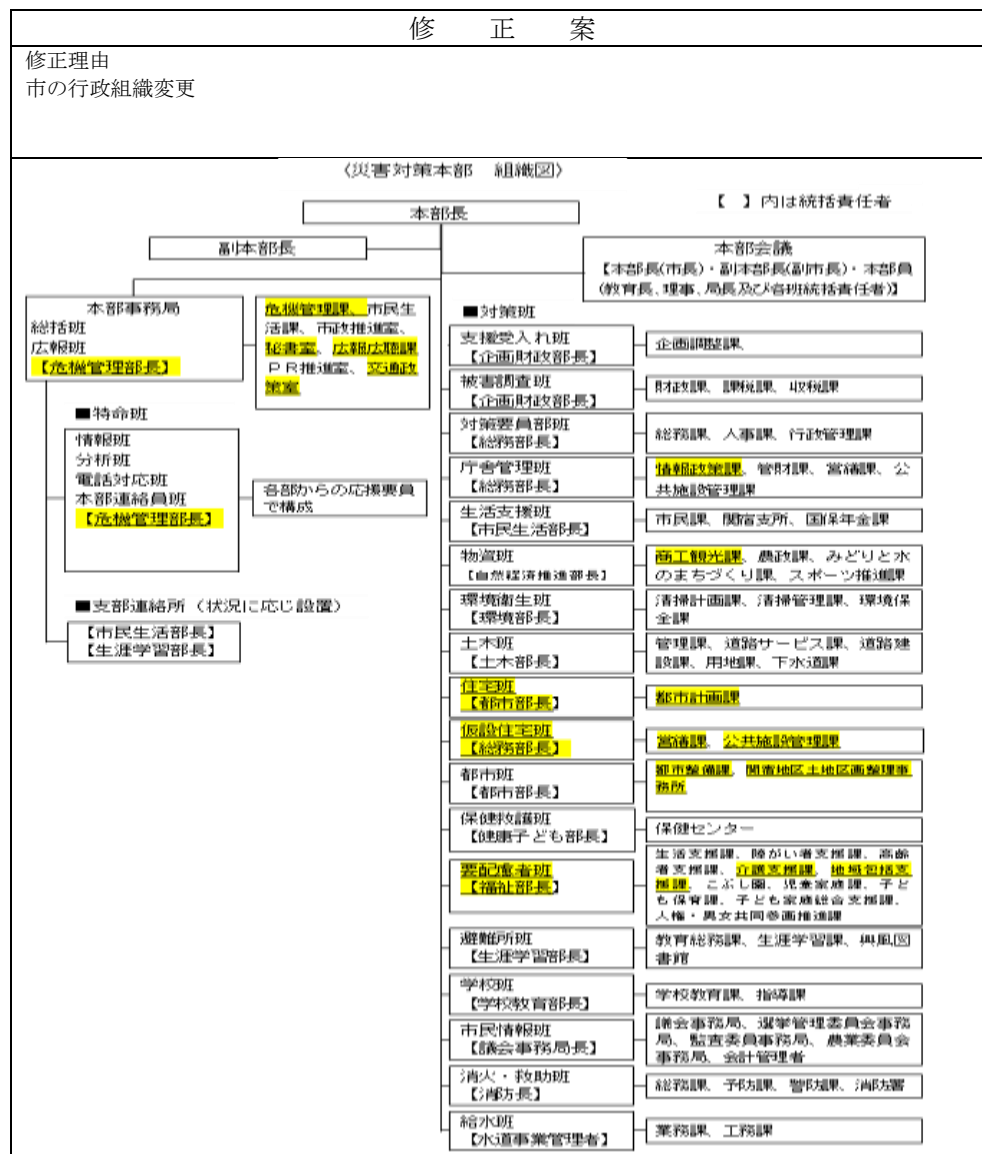 修 正 案
修正理由
市の行政組織変更
〈災害対策本部 組織図〉
【 】内は統括責任者
本部長
副本部長
本部会議
【本部長(市長)・副本部長(副市長)・本部員
(教育長、理事、局長及び各班統括責任者)】
本部事務局
総括班
広報班
【危機管理部長】
危機管理課、市民生
活課、市政推進室、
秘書室、広報広聴課
PR推進室、交通政
策室
■特命班
情報班
分析班
電話対応班
本部連絡員班
【危機管理部長】
各部からの応援要員
で構成
■支部連絡所(状況に応じ設置)
【市民生活部長】
【生涯学習部長】
■対策班
支援受入れ班
【企画財政部長】
企画調整課、
被害調査班
【企画財政部長】
財政課、課税課、収税課
対策要員部班
【総務部長】
総務課、人事課、行政管理課
庁舎管理班
【総務部長】
情報政策課、管財課、営繕課、公
共施設管理課
生活支援班
【市民生活部長】
市民課、関宿支所、国保年金課
物資班
【自然経済推進部長】
商工観光課、農政課、みどりと水
のまちづくり課、スポーツ推進課
環境衛生班
【環境部長】
清掃計画課、清掃管理課、環境保
全課
土木班
【土木部長】
管理課、道路サービス課、道路建
設課、用地課、下水道課
住宅班
【都市部長】
都市計画課
仮設住宅班
【総務部長】
営繕課、公共施設管理課
都市班
【都市部長】
都市整備課、関宿地区土地区画整理事
務所
保健救護班
【健康子ども部長】
保健センター
要配慮者班
【福祉部長】
生活支援課、障がい者支援課、高齢
者支援課、介護支援課、地域包括支
援課、こぶし園、児童家庭課、子ど
も保育課、子ども家庭総合支援課、
人権・男女共同参画推進課
避難所班
【生涯学習部長】
教育総務課、生涯学習課、興風図
書館
学校班
【学校教育部長】
学校教育課、指導課
市民情報班
【議会事務局長】
議会事務局、選挙管理委員会事務
局、監査委員事務局、農業委員会
事務局、会計管理者
消火・救助班
【消防長】
総務課、予防課、警防課、消防署
給水班
【水道事業管理者】
業務課、工務課